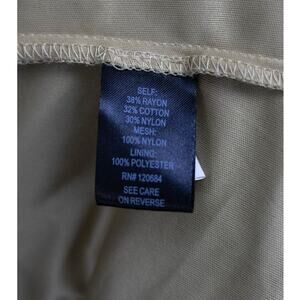 SELF:
38% RAYON
32% COTTON
30% NYLON
MESH:
100% NYLON
LINING:
100% POLYESTER
RN# 120684
SEE CARE
ON REVERSE